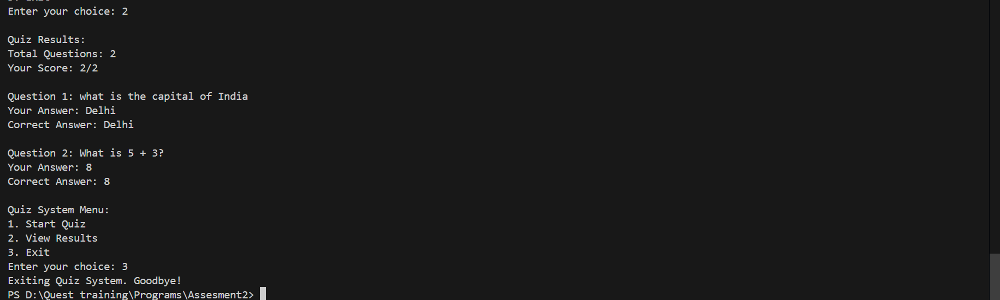 Enter your choice: 2
Quiz Results:
Total Questions: 2
Your Score: 2/2
Question 1: what is the capital of India
Your Answer: Delhi
Correct Answer: Delhi
Question 2: What is 5 + 3?
Your Answer: 8
Correct Answer: 8
Quiz System Menu:
1. Start Quiz
2. View Results
3. Exit
Enter your choice: 3
Exiting Quiz System. Goodbye!
PS D:\Quest training\Programs\Assesment2>